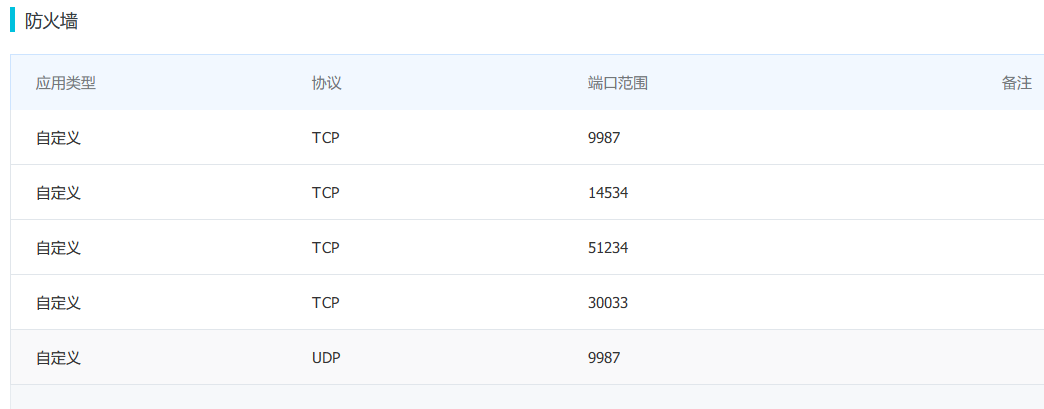 防火墙
应用类型 协议 端口范围 备注
自定义 TCP 9987
自定义 TCP 14534
自定义 TCP 51234
自定义 TCP 30033
自定义 UDP 9987